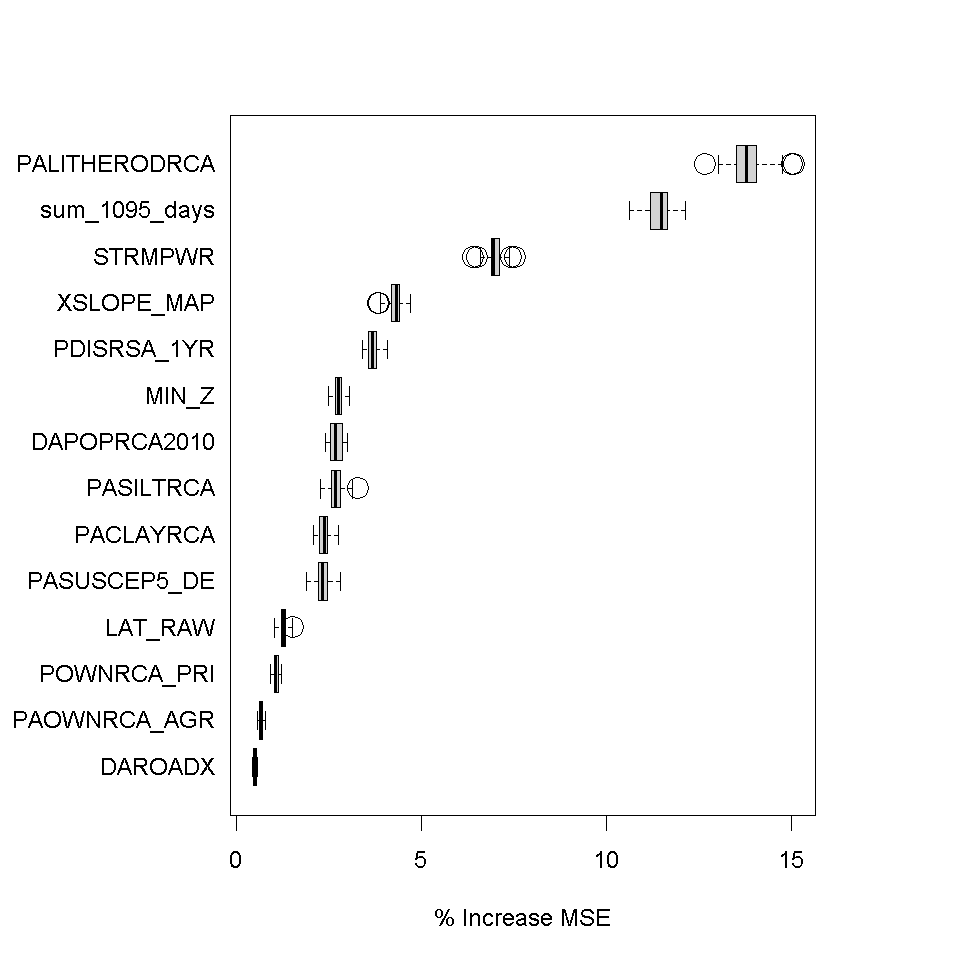 PALITHERODRCA
sum_1095_days
STRMPWR
XSLOPE_MAP
PDISRSA_1YR
MIN_Z
DAPOPRCA2010
PASILTRCA
PACLAYRCA
PASUSCEP5_DE
LAT_RAW
POWNRCA_PRI
PAOWNRCA_AGR
DAROADX
0 5 10 15
% Increase MSE